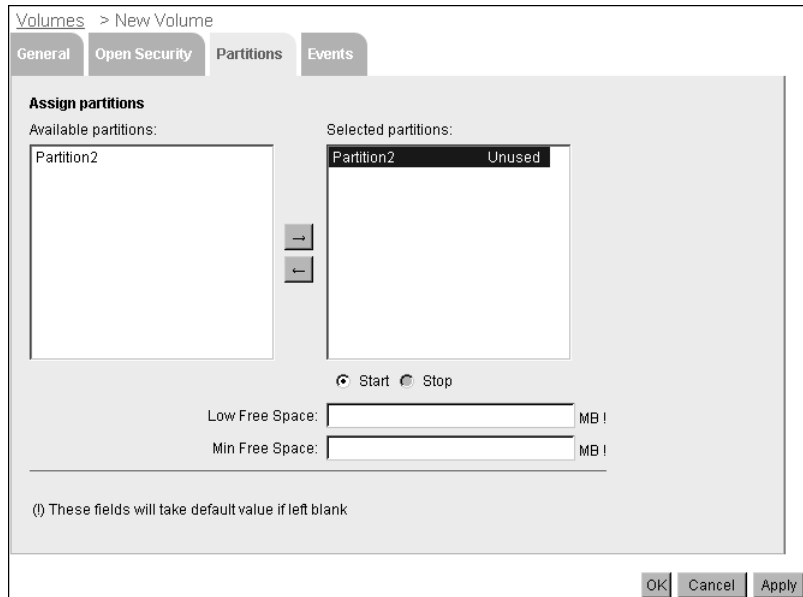 Volumes > New Volume
General Open Security Partitions Events
Assign partitions
Available partitions: Selected partitions:
Partition2 Partition2 Unused
→
←
Start Stop
Low Free Space: MB !
Min Free Space: MB !
(!) These fields will take default value if left blank
OK Cancel Apply